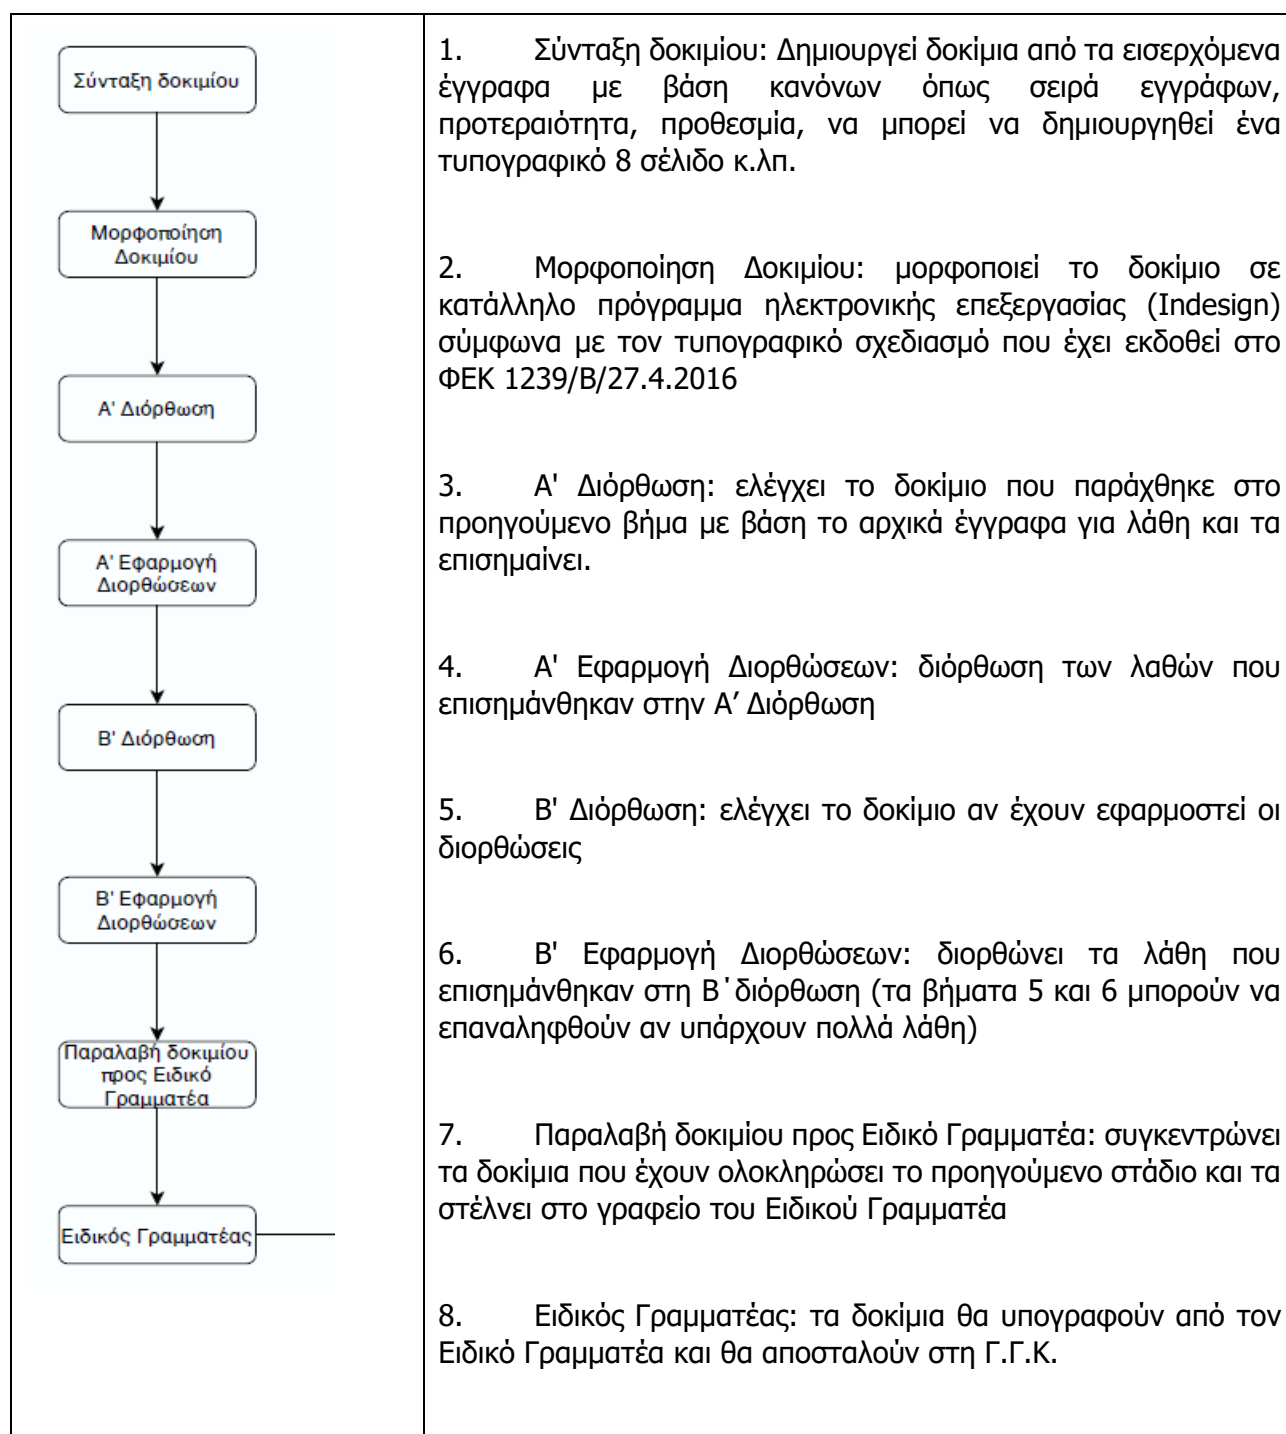 Σύνταξη δοκιμίου
Μορφοποίηση
Δοκιμίου
Α' Διόρθωση
Α' Εφαρμογή
Διορθώσεων
Β' Διόρθωση
Β' Εφαρμογή
Διορθώσεων
Παραλαβή δοκιμίου
προς Ειδικό
Γραμματέα
Ειδικός Γραμματέας
1. Σύνταξη δοκιμίου: Δημιουργεί δοκίμια από τα εισερχόμενα
έγγραφα με βάση κανόνων όπως σειρά εγγράφων,
προτεραιότητα, προθεσμία, να μπορεί να δημιουργηθεί ένα
τυπογραφικό 8 σέλιδο κ.λπ.
2. Μορφοποίηση Δοκιμίου: μορφοποιεί το δοκίμιο σε
κατάλληλο πρόγραμμα ηλεκτρονικής επεξεργασίας (Indesign)
σύμφωνα με τον τυπογραφικό σχεδιασμό που έχει εκδοθεί στο
ΦΕΚ 1239/Β/27.4.2016
3. Α' Διόρθωση: ελέγχει το δοκίμιο που παράχθηκε στο
προηγούμενο βήμα με βάση το αρχικά έγγραφα για λάθη και τα
επισημαίνει.
4. Α' Εφαρμογή Διορθώσεων: διόρθωση των λαθών που
επισημάνθηκαν στην Α’ Διόρθωση
5. Β' Διόρθωση: ελέγχει το δοκίμιο αν έχουν εφαρμοστεί οι
διορθώσεις
6. Β' Εφαρμογή Διορθώσεων: διορθώνει τα λάθη που
επισημάνθηκαν στη Β΄διόρθωση (τα βήματα 5 και 6 μπορούν να
επαναληφθούν αν υπάρχουν πολλά λάθη)
7. Παραλαβή δοκιμίου προς Ειδικό Γραμματέα: συγκεντρώνει
τα δοκίμια που έχουν ολοκληρώσει το προηγούμενο στάδιο και τα
στέλνει στο γραφείο του Ειδικού Γραμματέα
8. Ειδικός Γραμματέας: τα δοκίμια θα υπογραφούν από τον
Ειδικό Γραμματέα και θα αποσταλούν στη Γ.Γ.Κ.